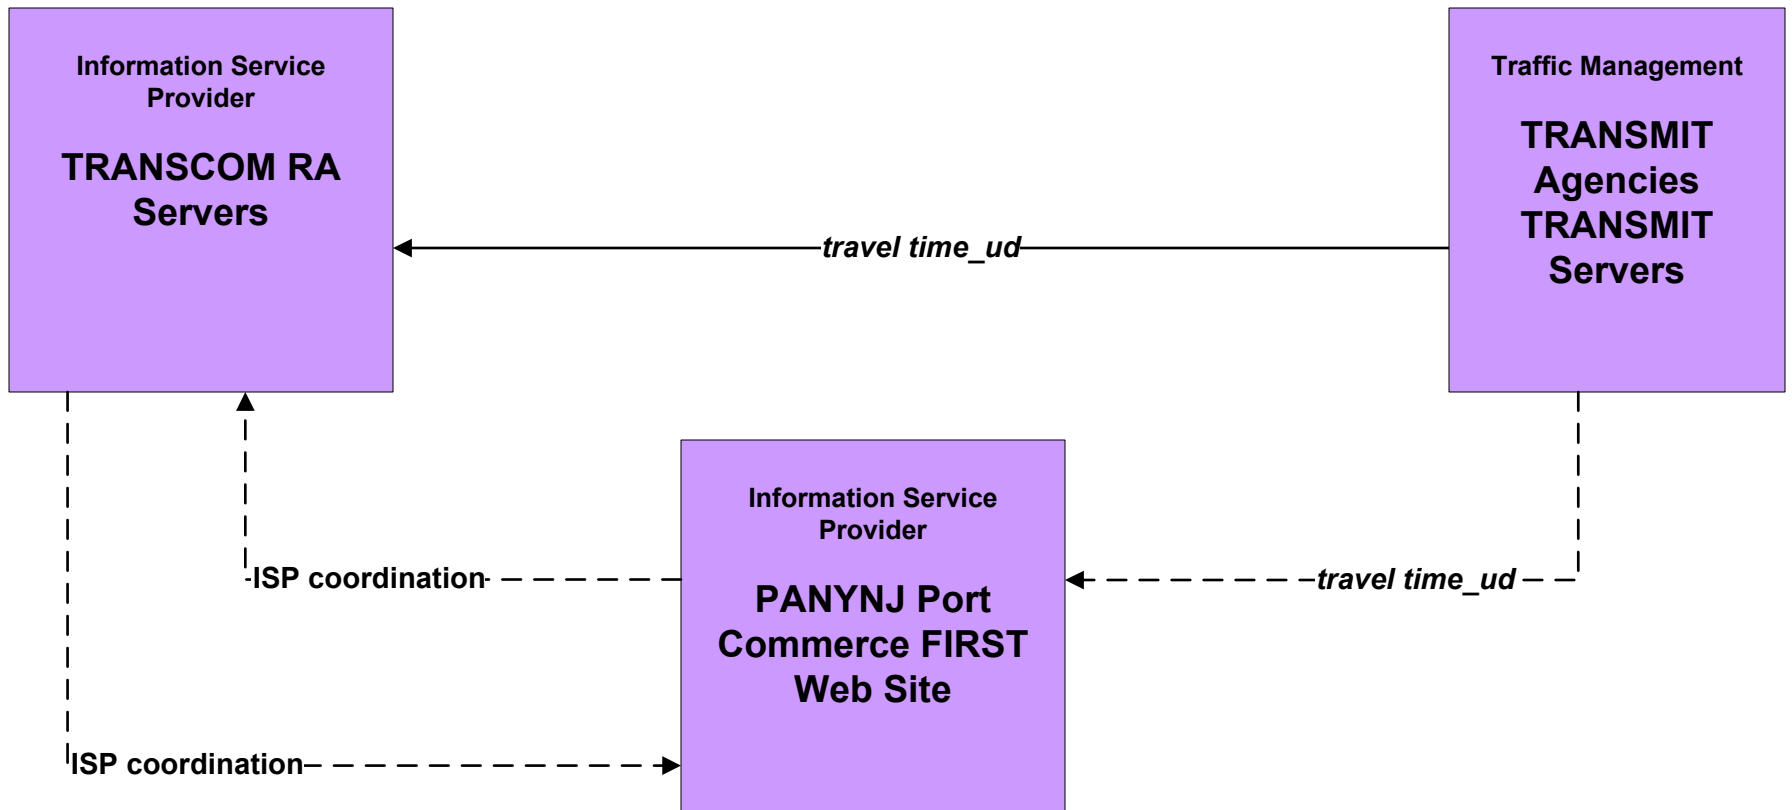 Information Service
Provider
TRANSCOM RA
Servers
Traffic Management
TRANSMIT
Agencies
TRANSMIT
Servers
travel time_ud
Information Service
Provider
PANYNJ Port
Commerce FIRST
Web Site
ISP coordination
travel time_ud
ISP coordination